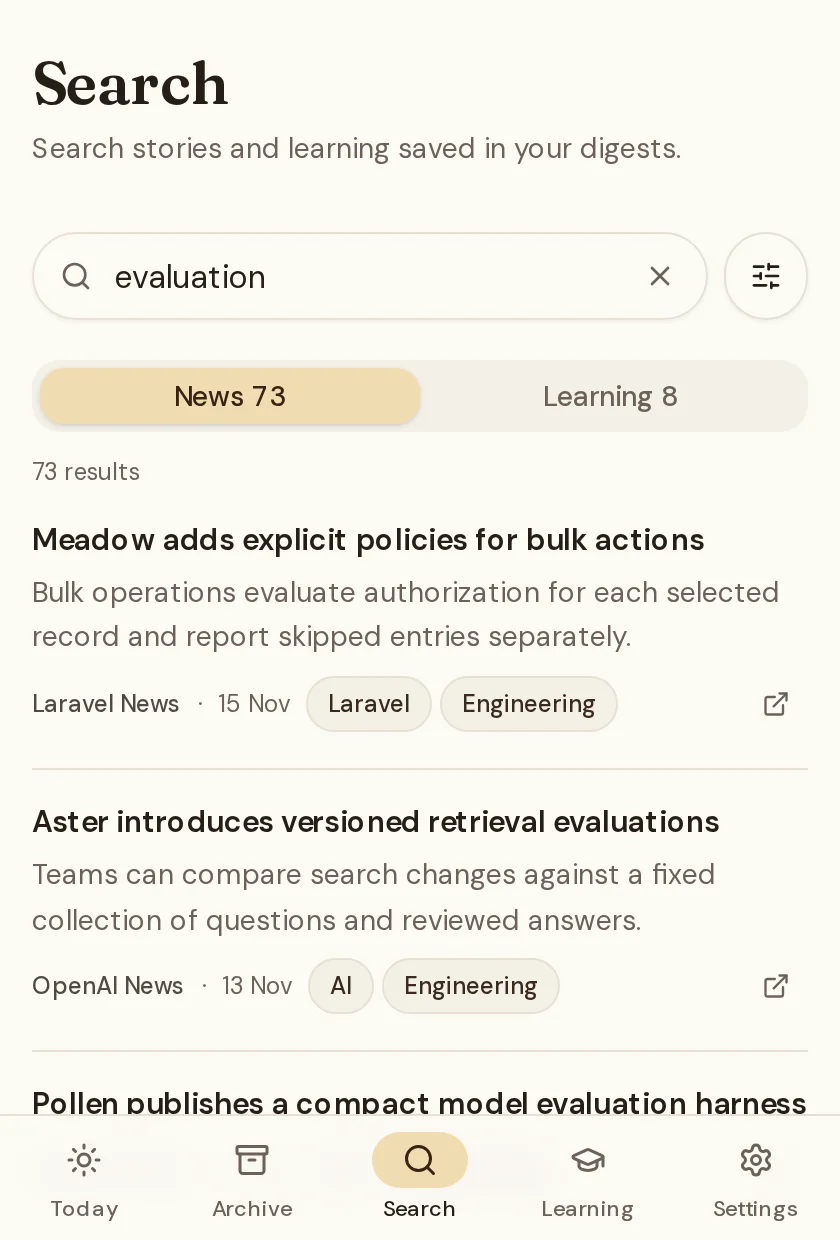 Search
Search stories and learning saved in your digests.
evaluation
News 73
Learning 8
73 results
Meadow adds explicit policies for bulk actions
Bulk operations evaluate authorization for each selected
record and report skipped entries separately.
Laravel News · 15 Nov Laravel Engineering
Aster introduces versioned retrieval evaluations
Teams can compare search changes against a fixed
collection of questions and reviewed answers.
OpenAI News · 13 Nov AI Engineering
Pollen publishes a compact model evaluation harness
Today Archive Search Learning Settings